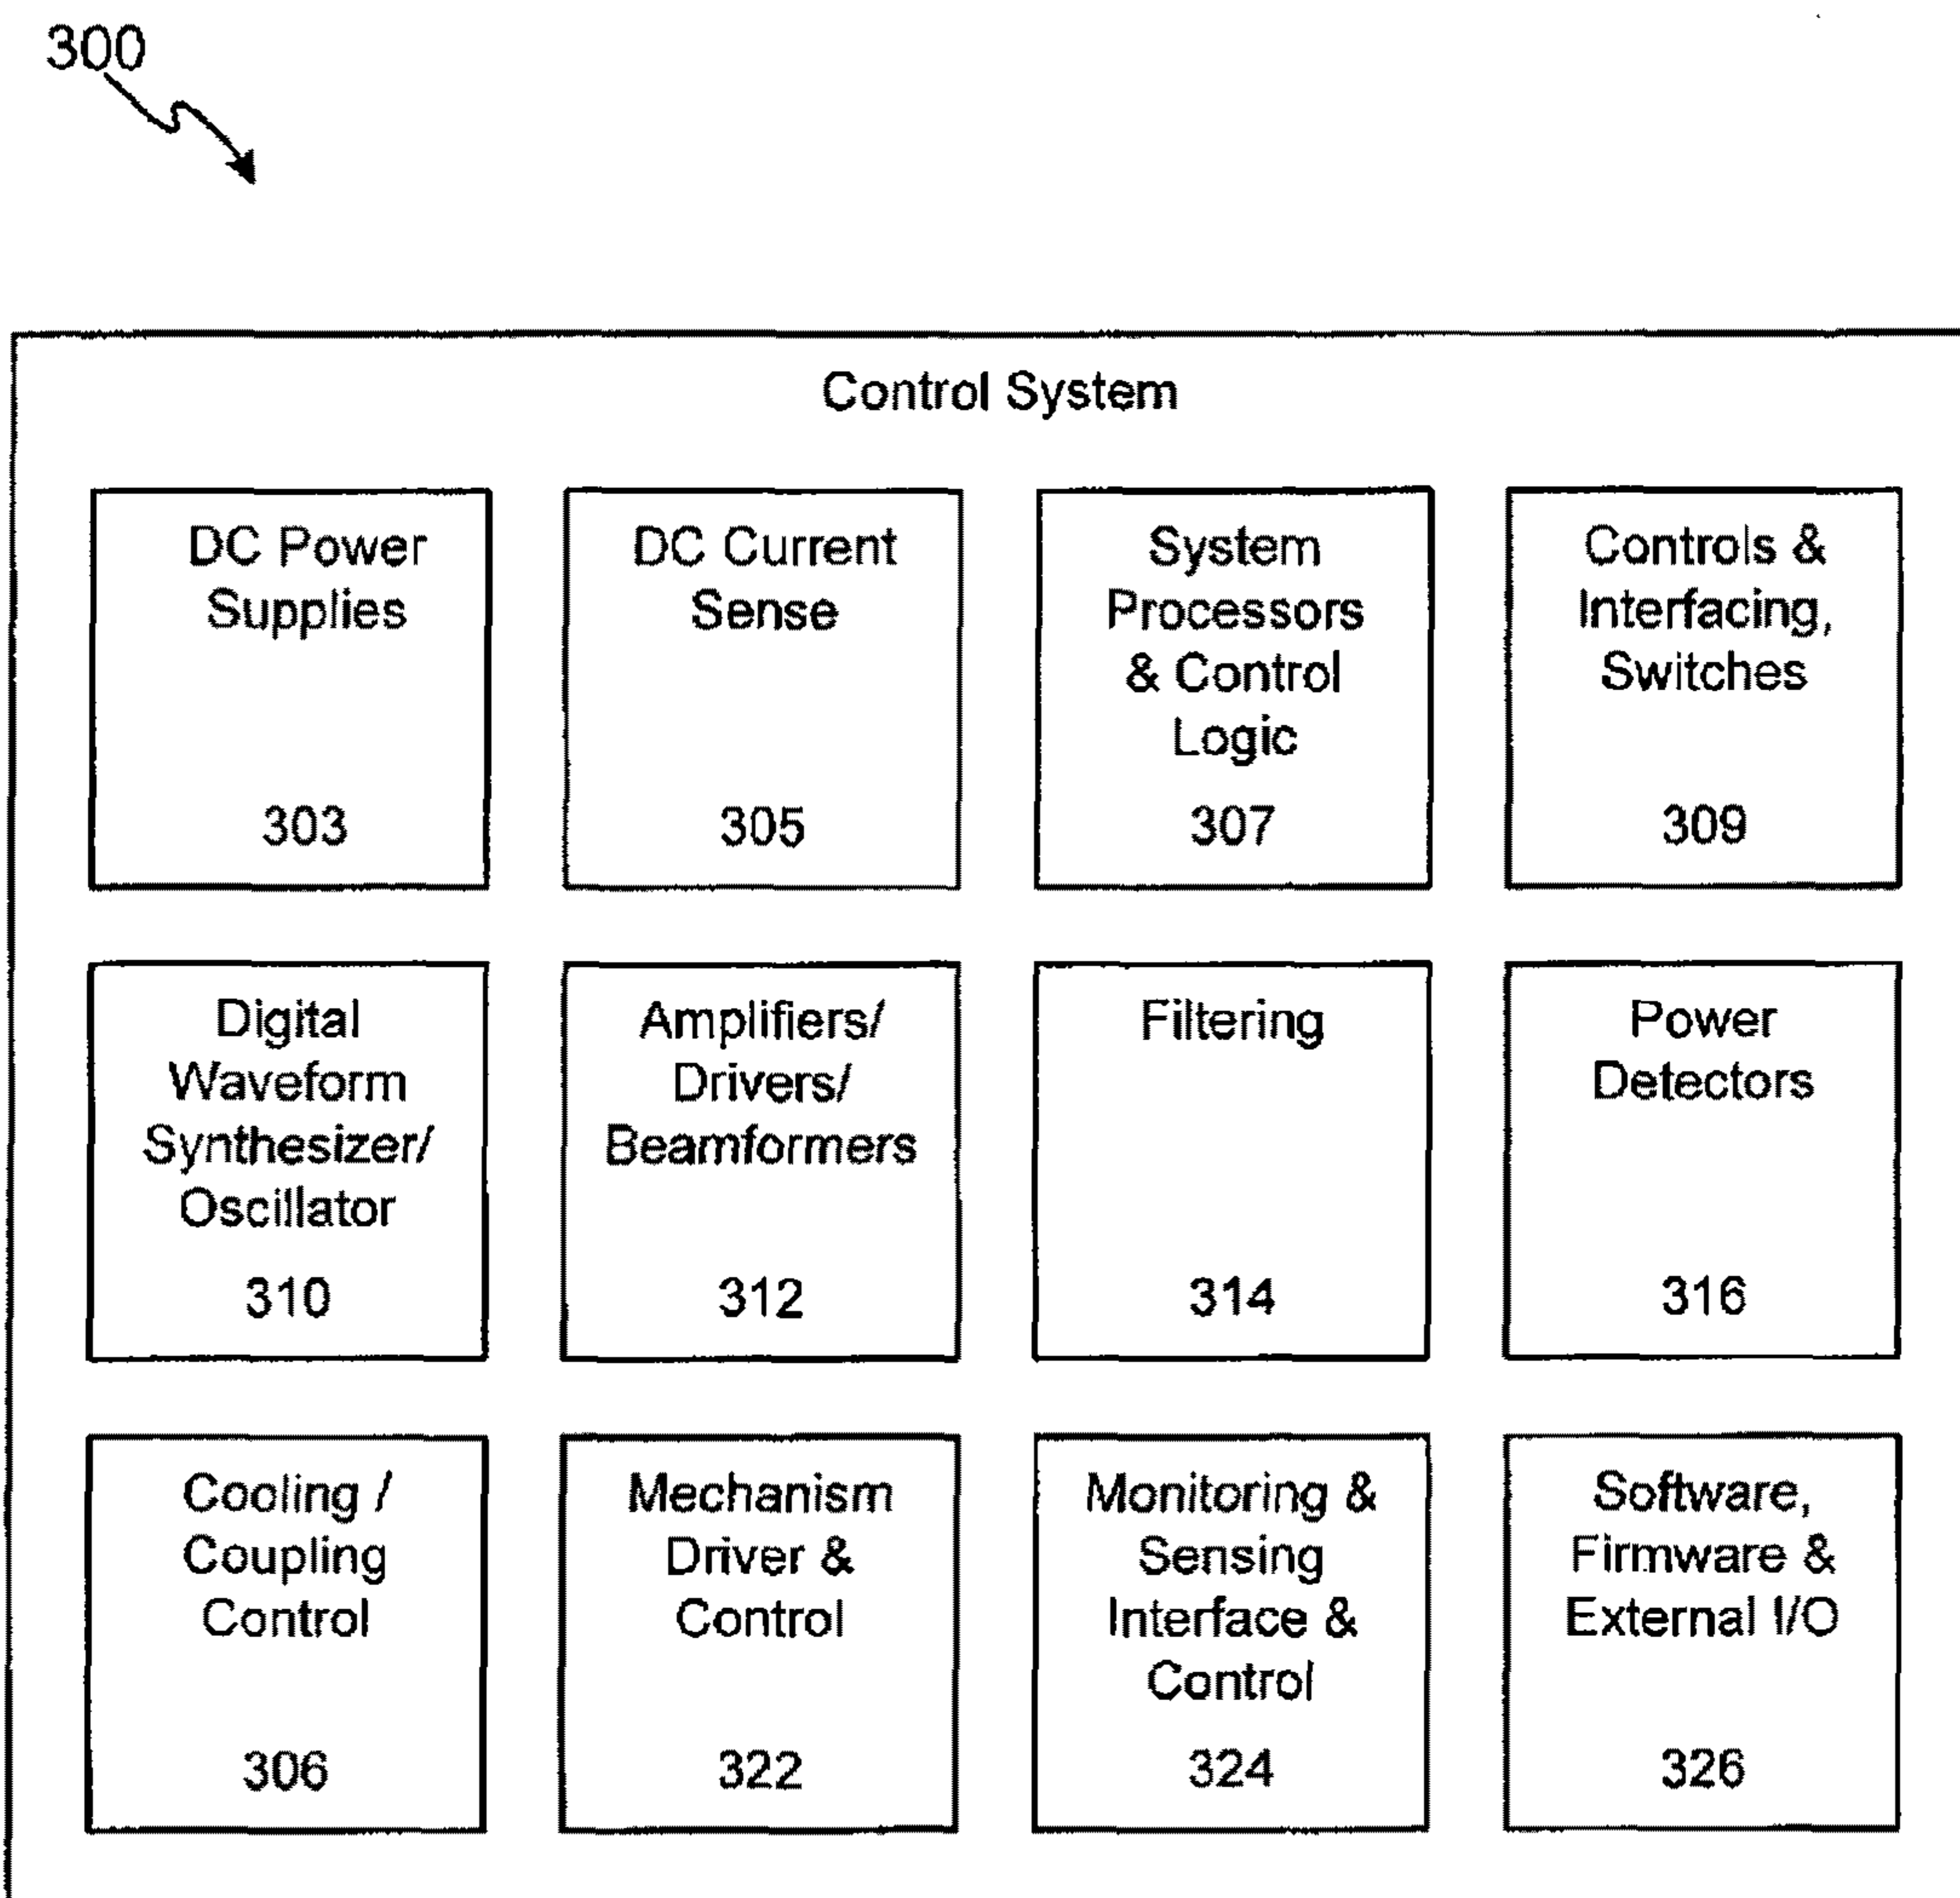 300
Control System
DC Power
Supplies
303
DC Current
Sense
305
System
Processors
& Control
Logic
307
Controls &
Interfacing,
Switches
309
Digital
Waveform
Synthesizer/
Oscillator
310
Amplifiers/
Drivers/
Beamformers
312
Filtering
314
Power
Detectors
316
Cooling /
Coupling
Control
306
Mechanism
Driver &
Control
322
Monitoring &
Sensing
Interface &
Control
324
Software,
Firmware &
External I/O
326